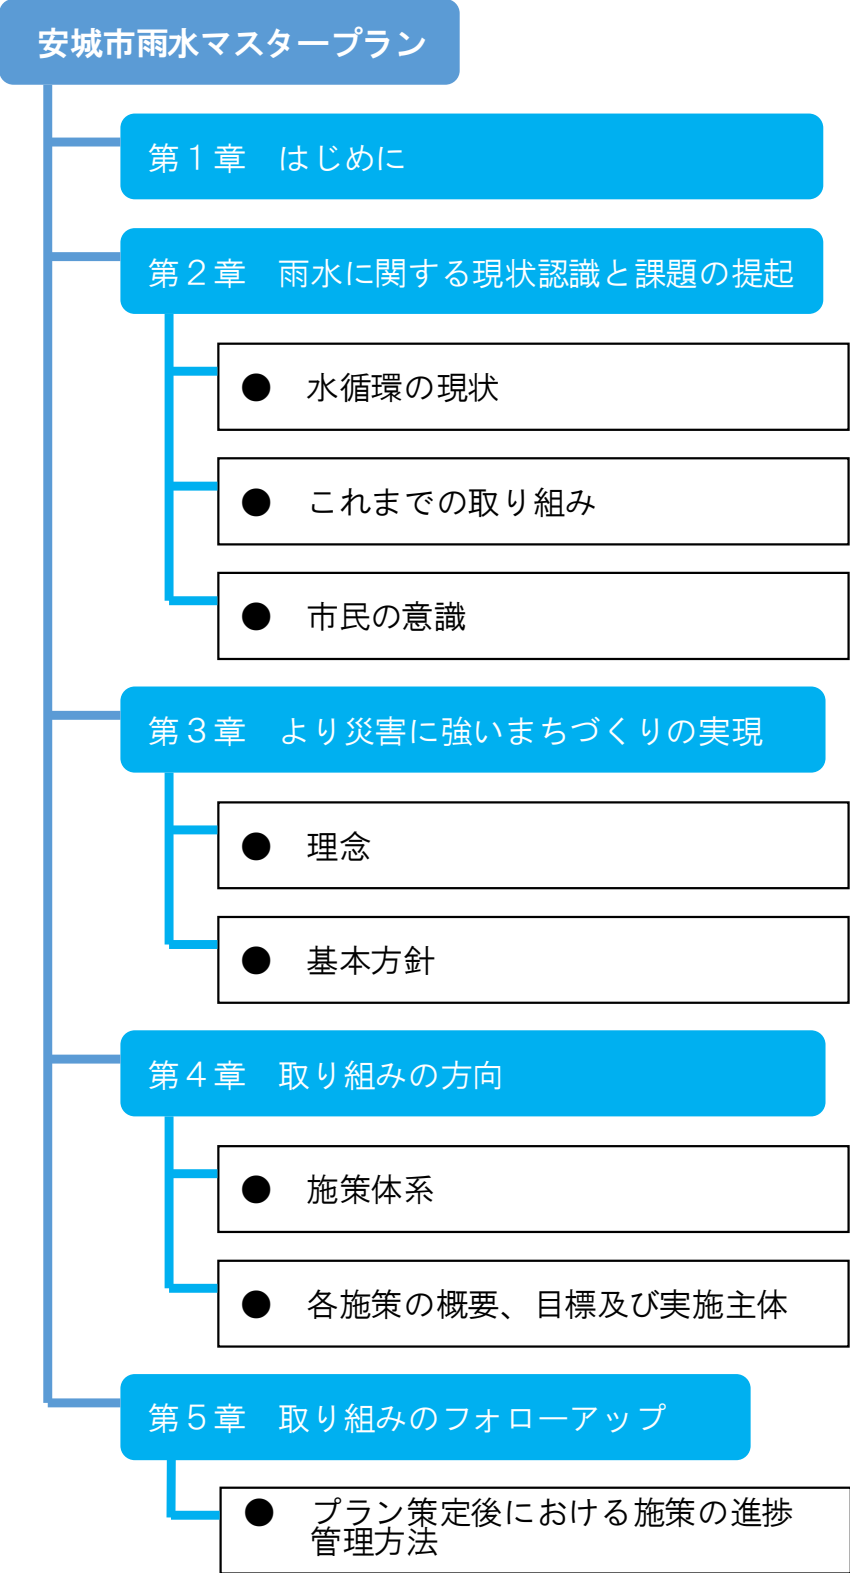 安城市雨水マスタープラン
第１章　はじめに
第２章　雨水に関する現状認識と課題の提起
●　水循環の現状
●　これまでの取り組み
●　市民の意識
第３章　より災害に強いまちづくりの実現
●　理念
●　基本方針
第４章　取り組みの方向
●　施策体系
●　各施策の概要、目標及び実施主体
第５章　取り組みのフォローアップ
●　プラン策定後における施策の進捗
管理方法